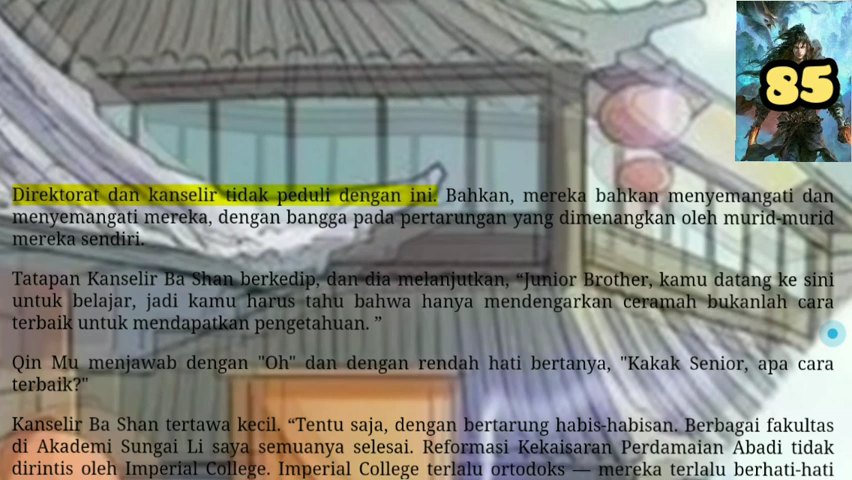 85
Direktorat dan kanselir tidak peduli dengan ini. Bahkan, mereka bahkan menyemangati dan
menyemangati mereka, dengan bangga pada pertarungan yang dimenangkan oleh murid-murid
mereka sendiri.
Tatapan Kanselir Ba Shan berkedip, dan dia melanjutkan, “Junior Brother, kamu datang ke sini
untuk belajar, jadi kamu harus tahu bahwa hanya mendengarkan ceramah bukanlah cara
terbaik untuk mendapatkan pengetahuan. ”
Qin Mu menjawab dengan "Oh" dan dengan rendah hati bertanya, "Kakak Senior, apa cara
terbaik?"
Kanselir Ba Shan tertawa kecil. “Tentu saja, dengan bertarung habis-habisan. Berbagai fakultas
di Akademi Sungai Li saya semuanya selesai. Reformasi Kekaisaran Perdamaian Abadi tidak
dirintis oleh Imperial College. Imperial College terlalu ortodoks — mereka terlalu berhati-hati